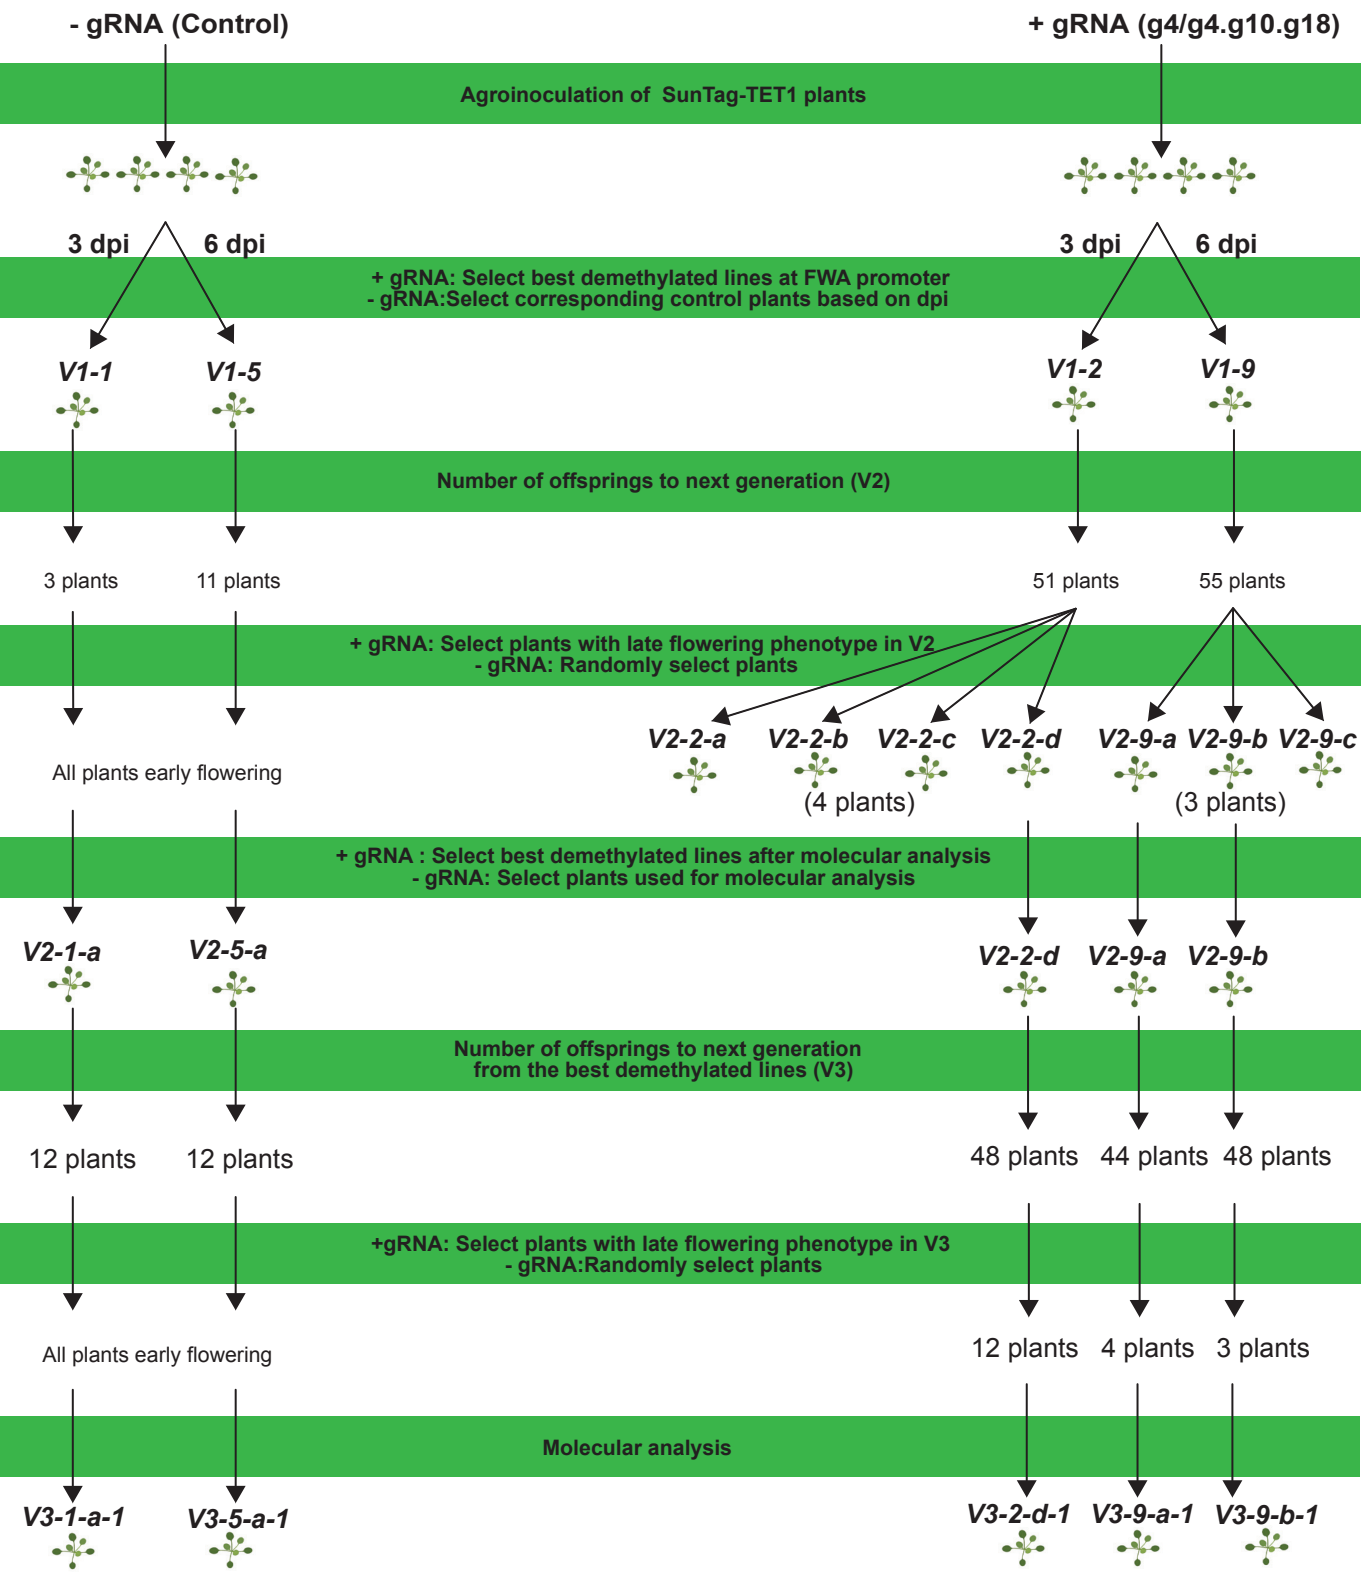 - gRNA (Control)
+ gRNA (g4/g4.g10.g18)
Agroinoculation of SunTag-TET1 plants
3 dpi
6 dpi
3 dpi
6 dpi
+ gRNA: Select best demethylated lines at FWA promoter
- gRNA:Select corresponding control plants based on dpi
V1-1
V1-5
V1-2
V1-9
Number of offsprings to next generation (V2)
3 plants
11 plants
51 plants
55 plants
+ gRNA: Select plants with late flowering phenotype in V2
- gRNA: Randomly select plants
V2-2-a
V2-2-b
V2-2-c
V2-2-d
V2-9-a
V2-9-b
V2-9-c
All plants early flowering
(4 plants)
(3 plants)
+ gRNA : Select best demethylated lines after molecular analysis
- gRNA: Select plants used for molecular analysis
V2-1-a
V2-5-a
V2-2-d
V2-9-a
V2-9-b
Number of offsprings to next generation
from the best demethylated lines (V3)
12 plants
12 plants
48 plants
44 plants
48 plants
+gRNA: Select plants with late flowering phenotype in V3
- gRNA:Randomly select plants
All plants early flowering
12 plants
4 plants
3 plants
Molecular analysis
V3-1-a-1
V3-5-a-1
V3-2-d-1
V3-9-a-1
V3-9-b-1